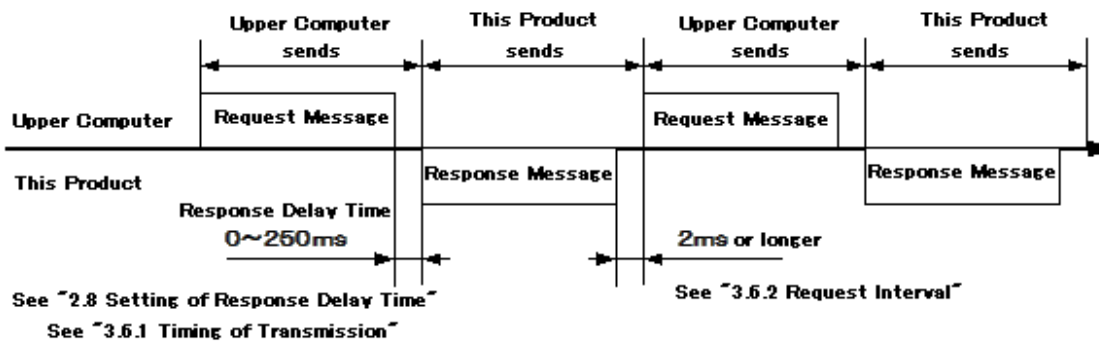 Upper Computer
sends
This Product
sends
Upper Computer
sends
This Product
sends
Upper Computer
Request Message
Request Message
This Product
Response Message
Response Message
Response Delay Time
0～250ms
2ms or longer
See "2.8 Setting of Response Delay Time"
See "3.6.1 Timing of Transmission"
See "3.6.2 Request Interval"